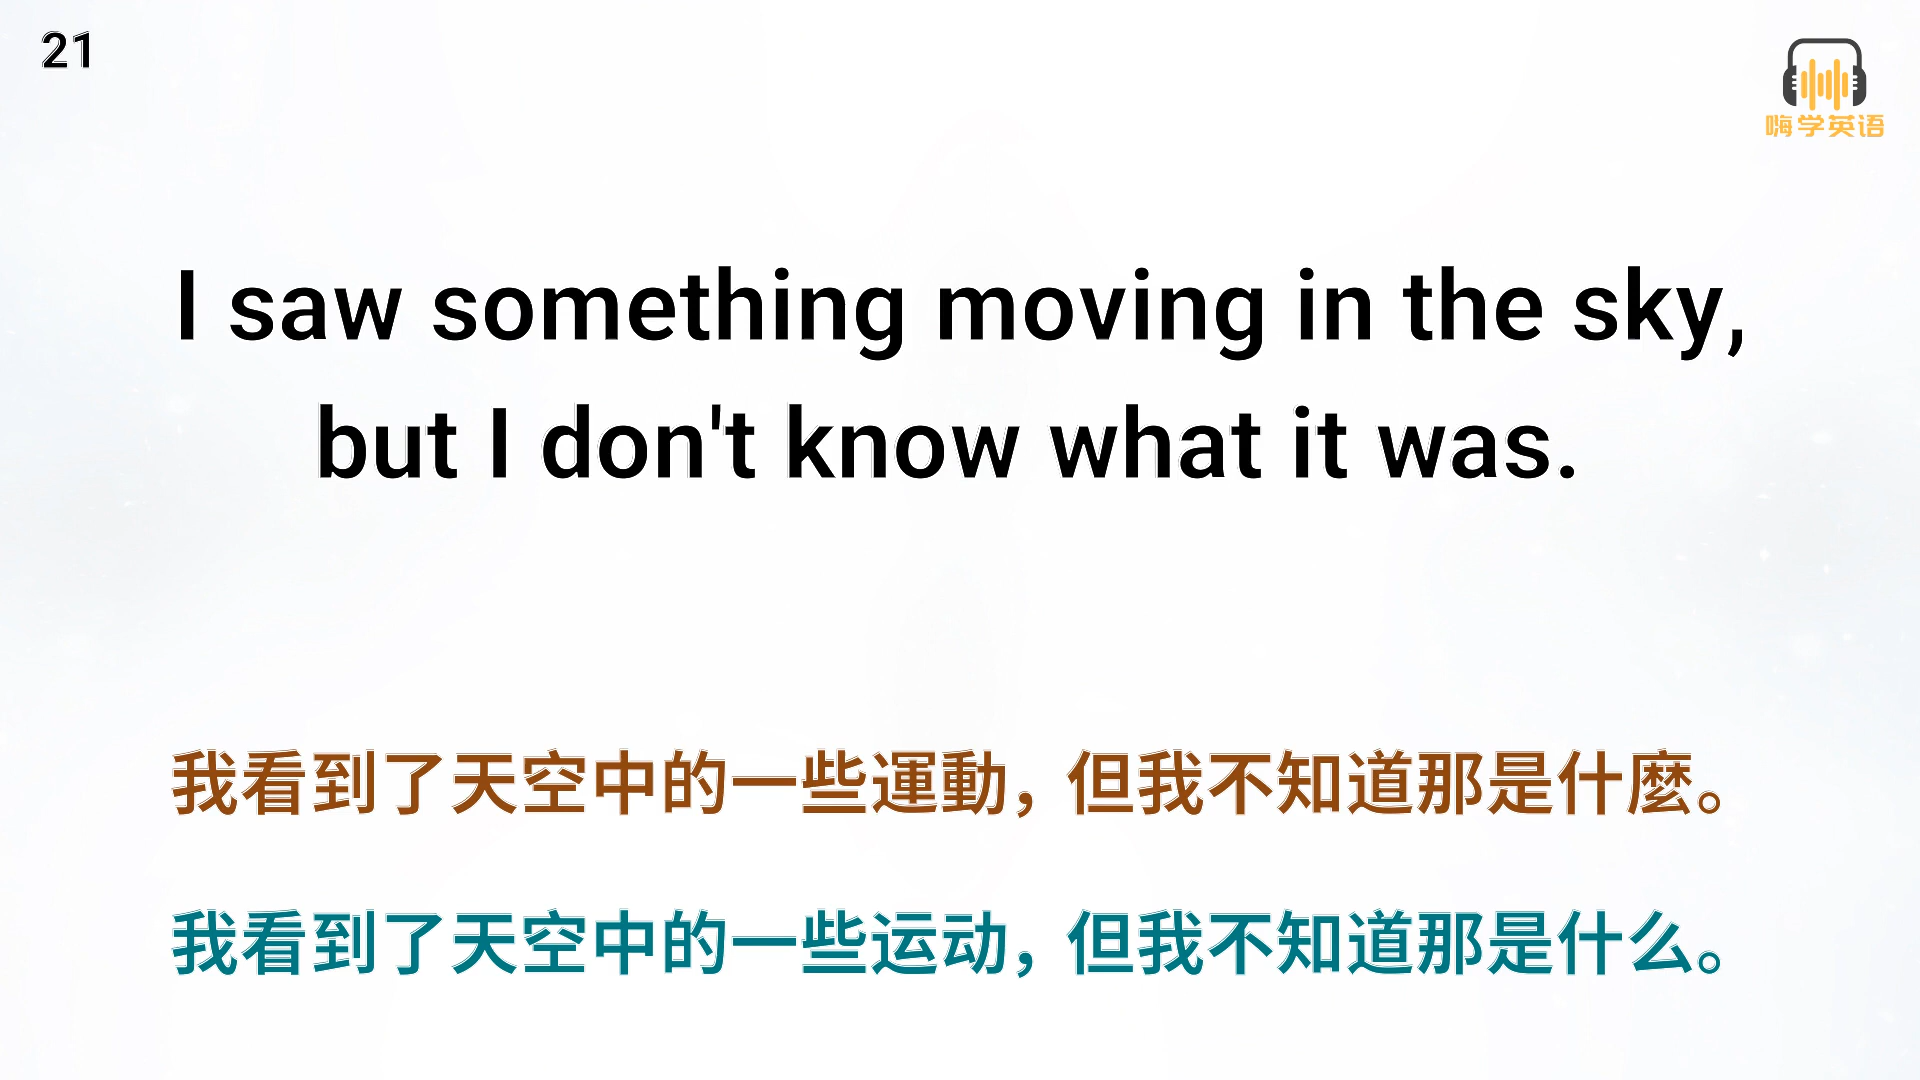 21
嗨学英语
I saw something moving in the sky,
but I don't know what it was.
我看到了天空中的一些運動，但我不知道那是什麼。
我看到了天空中的一些运动，但我不知道那是什么。